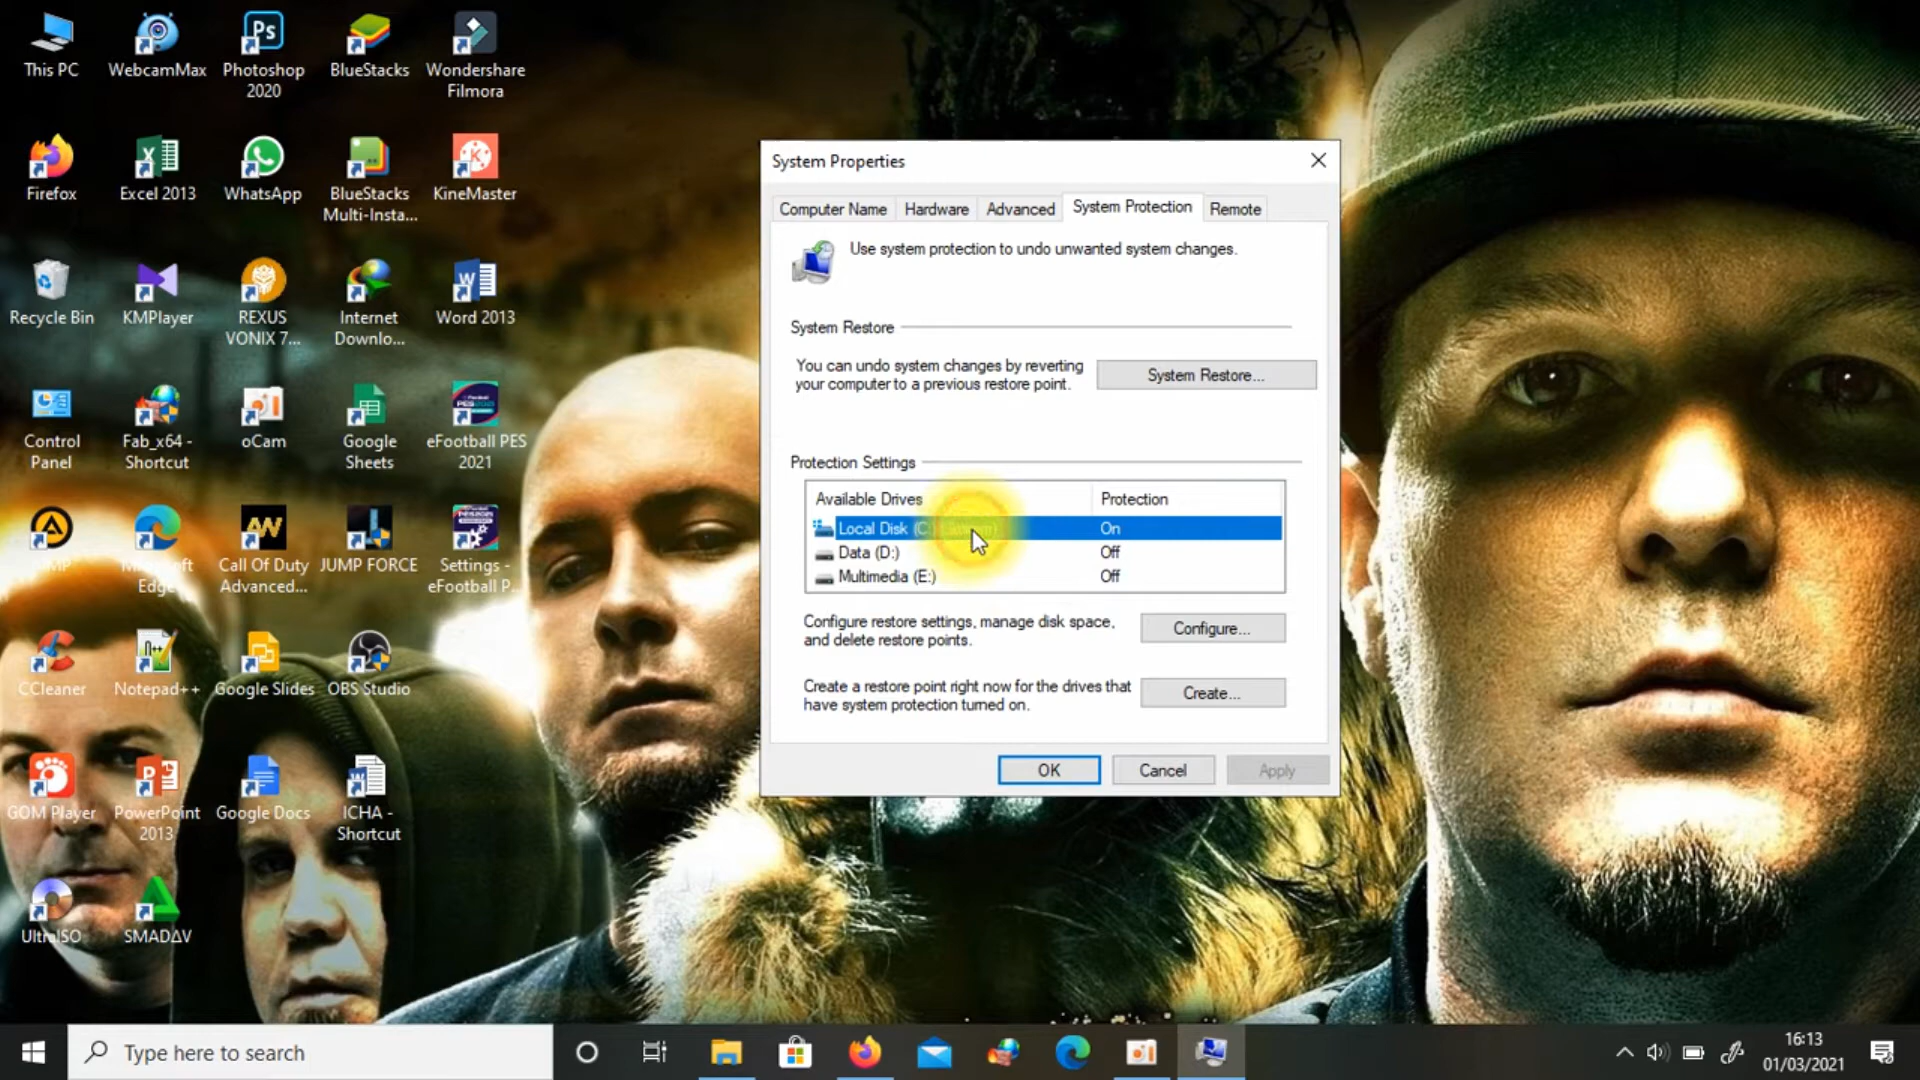 This PC
WebcamMax
Photoshop
2020
BlueStacks
Wondershare
Filmora
Firefox
Excel 2013
WhatsApp
BlueStacks
Multi-Insta...
KineMaster
Recycle Bin
KMPlayer
REXUS
VONIX 7...
Internet
Downlo...
Word 2013
Control
Panel
Fab_x64 -
Shortcut
oCam
Google
Sheets
eFootball PES
2021
AIMP
Microsoft
Edge
Call Of Duty
Advanced...
JUMP FORCE
Settings -
eFootball P...
CCleaner
Notepad++
Google Slides
OBS Studio
GOM Player
PowerPoint
2013
Google Docs
ICHA -
Shortcut
UltraISO
SMADΔV
System Properties
Computer Name
Hardware
Advanced
System Protection
Remote
Use system protection to undo unwanted system changes.
System Restore
You can undo system changes by reverting
your computer to a previous restore point.
System Restore...
Protection Settings
Available Drives
Protection
Local Disk (C:) (System)
On
Data (D:)
Off
Multimedia (E:)
Off
Configure restore settings, manage disk space,
and delete restore points.
Configure...
Create a restore point right now for the drives that
have system protection turned on.
Create...
OK
Cancel
Apply
Type here to search
16:13
01/03/2021